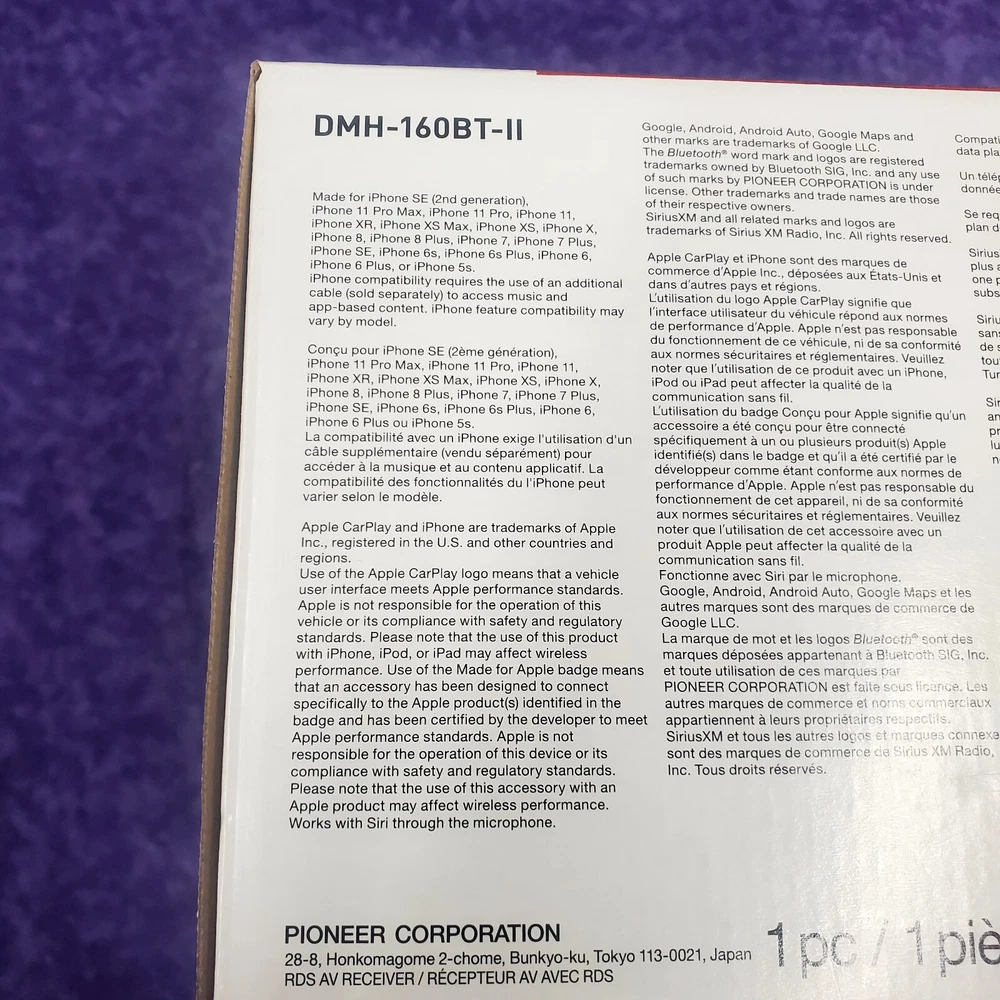 DMH-160BT-II
Made for iPhone SE (2nd generation),
iPhone 11 Pro Max, iPhone 11 Pro, iPhone 11,
iPhone XR, iPhone XS Max, iPhone XS, iPhone X,
iPhone 8, iPhone 8 Plus, iPhone 7, iPhone 7 Plus,
iPhone SE, iPhone 6s, iPhone 6s Plus, iPhone 6,
iPhone 6 Plus, or iPhone 5s.
iPhone compatibility requires the use of an additional
cable (sold separately) to access music and
app-based content. iPhone feature compatibility may
vary by model.
Conçu pour iPhone SE (2ème génération),
iPhone 11 Pro Max, iPhone 11 Pro, iPhone 11,
iPhone XR, iPhone XS Max, iPhone XS, iPhone X,
iPhone 8, iPhone 8 Plus, iPhone 7, iPhone 7 Plus,
iPhone SE, iPhone 6s, iPhone 6s Plus, iPhone 6,
iPhone 6 Plus ou iPhone 5s.
La compatibilité avec un iPhone exige l'utilisation d'un
câble supplémentaire (vendu séparément) pour
accéder à la musique et au contenu applicatif. La
compatibilité des fonctionnalités du l'iPhone peut
varier selon le modèle.
Apple CarPlay and iPhone are trademarks of Apple
Inc., registered in the U.S. and other countries and
regions.
Use of the Apple CarPlay logo means that a vehicle
user interface meets Apple performance standards.
Apple is not responsible for the operation of this
vehicle or its compliance with safety and regulatory
standards. Please note that the use of this product
with iPhone, iPod, or iPad may affect wireless
performance. Use of the Made for Apple badge means
that an accessory has been designed to connect
specifically to the Apple product(s) identified in the
badge and has been certified by the developer to meet
Apple performance standards. Apple is not
responsible for the operation of this device or its
compliance with safety and regulatory standards.
Please note that the use of this accessory with an
Apple product may affect wireless performance.
Works with Siri through the microphone.
Google, Android, Android Auto, Google Maps and
other marks are trademarks of Google LLC.
The Bluetooth® word mark and logos are registered
trademarks owned by Bluetooth SIG, Inc. and any use
of such marks by PIONEER CORPORATION is under
license. Other trademarks and trade names are those
of their respective owners.
SiriusXM and all related marks and logos are
trademarks of Sirius XM Radio, Inc. All rights reserved.
Apple CarPlay et iPhone sont des marques de
commerce d'Apple Inc., déposées aux États-Unis et
dans d'autres pays et régions.
L'utilisation du logo Apple CarPlay signifie que
l'interface utilisateur du véhicule répond aux normes
de performance d'Apple. Apple n'est pas responsable
du fonctionnement de ce véhicule, ni de sa conformité
aux normes sécuritaires et réglementaires. Veuillez
noter que l'utilisation de ce produit avec un iPhone,
iPod ou iPad peut affecter la qualité de la
communication sans fil.
L'utilisation du badge Conçu pour Apple signifie qu'un
accessoire a été conçu pour être connecté
spécifiquement à un ou plusieurs produit(s) Apple
identifié(s) dans le badge et qu'il a été certifié par le
développeur comme étant conforme aux normes de
performance d'Apple. Apple n'est pas responsable du
fonctionnement de cet appareil, ni de sa conformité
aux normes sécuritaires et réglementaires. Veuillez
noter que l'utilisation de cet accessoire avec un
produit Apple peut affecter la qualité de la
communication sans fil.
Fonctionne avec Siri par le microphone.
Google, Android, Android Auto, Google Maps et les
autres marques sont des marques de commerce de
Google LLC.
La marque de mot et les logos Bluetooth® sont des
marques déposées appartenant à Bluetooth SIG, Inc.
et toute utilisation de ces marques par
PIONEER CORPORATION est faite sous licence. Les
autres marques de commerce et noms commerciaux
appartiennent à leurs propriétaires respectifs.
SiriusXM et tous les autres logos et marques connexe
sont des marques de commerce de Sirius XM Radio,
Inc. Tous droits réservés.
Compati
data pla
Un télép
donnée
Se req
plan d
Sirius
plus a
one p
subs
Siriu
sans
de s
tou
Tur
Sir
an
pr
lu
n
PIONEER CORPORATION
28-8, Honkomagome 2-chome, Bunkyo-ku, Tokyo 113-0021, Japan
RDS AV RECEIVER / RÉCEPTEUR AV AVEC RDS
1 pc / 1 piè